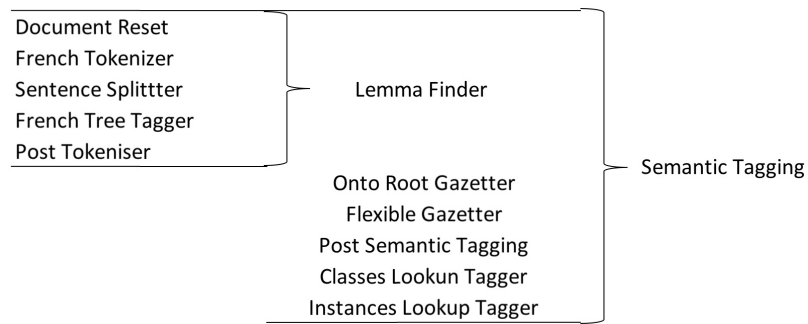 Document Reset
French Tokenizer
Sentence Splittter
French Tree Tagger
Post Tokeniser
Lemma Finder
Onto Root Gazetter
Flexible Gazetter
Post Semantic Tagging
Classes Lookun Tagger
Instances Lookup Tagger
Semantic Tagging